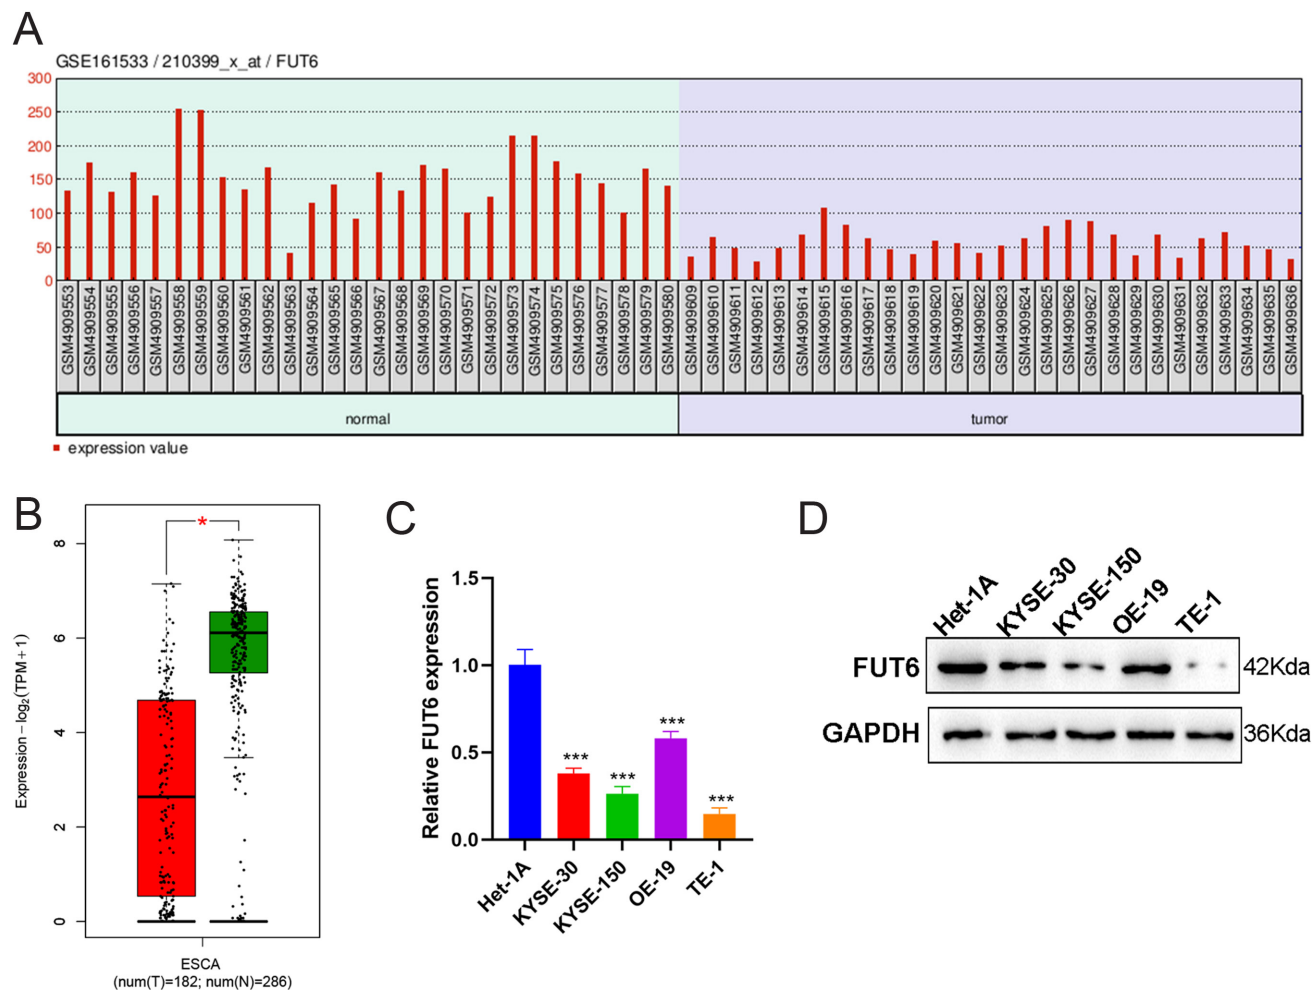 A
GSE161533 / 210399_x_at / FUT6
300
250
200
150
100
50
0
GSM4909553
GSM4909554
GSM4909555
GSM4909556
GSM4909557
GSM4909558
GSM4909559
GSM4909560
GSM4909561
GSM4909562
GSM4909563
GSM4909564
GSM4909565
GSM4909566
GSM4909567
GSM4909568
GSM4909569
GSM4909570
GSM4909571
GSM4909572
GSM4909573
GSM4909574
GSM4909575
GSM4909576
GSM4909577
GSM4909578
GSM4909579
GSM4909580
GSM4909609
GSM4909610
GSM4909611
GSM4909612
GSM4909613
GSM4909614
GSM4909615
GSM4909616
GSM4909617
GSM4909618
GSM4909619
GSM4909620
GSM4909621
GSM4909622
GSM4909623
GSM4909624
GSM4909625
GSM4909626
GSM4909627
GSM4909628
GSM4909629
GSM4909630
GSM4909631
GSM4909632
GSM4909633
GSM4909634
GSM4909635
GSM4909636
normal
tumor
expression value
B
*
Expression − log₂(TPM + 1)
8
6
4
2
0
ESCA
(num(T)=182; num(N)=286)
C
Relative FUT6 expression
1.5
1.0
0.5
0.0
***
***
***
***
Het-1A
KYSE-30
KYSE-150
OE-19
TE-1
D
Het-1A
KYSE-30
KYSE-150
OE-19
TE-1
FUT6
42Kda
GAPDH
36Kda